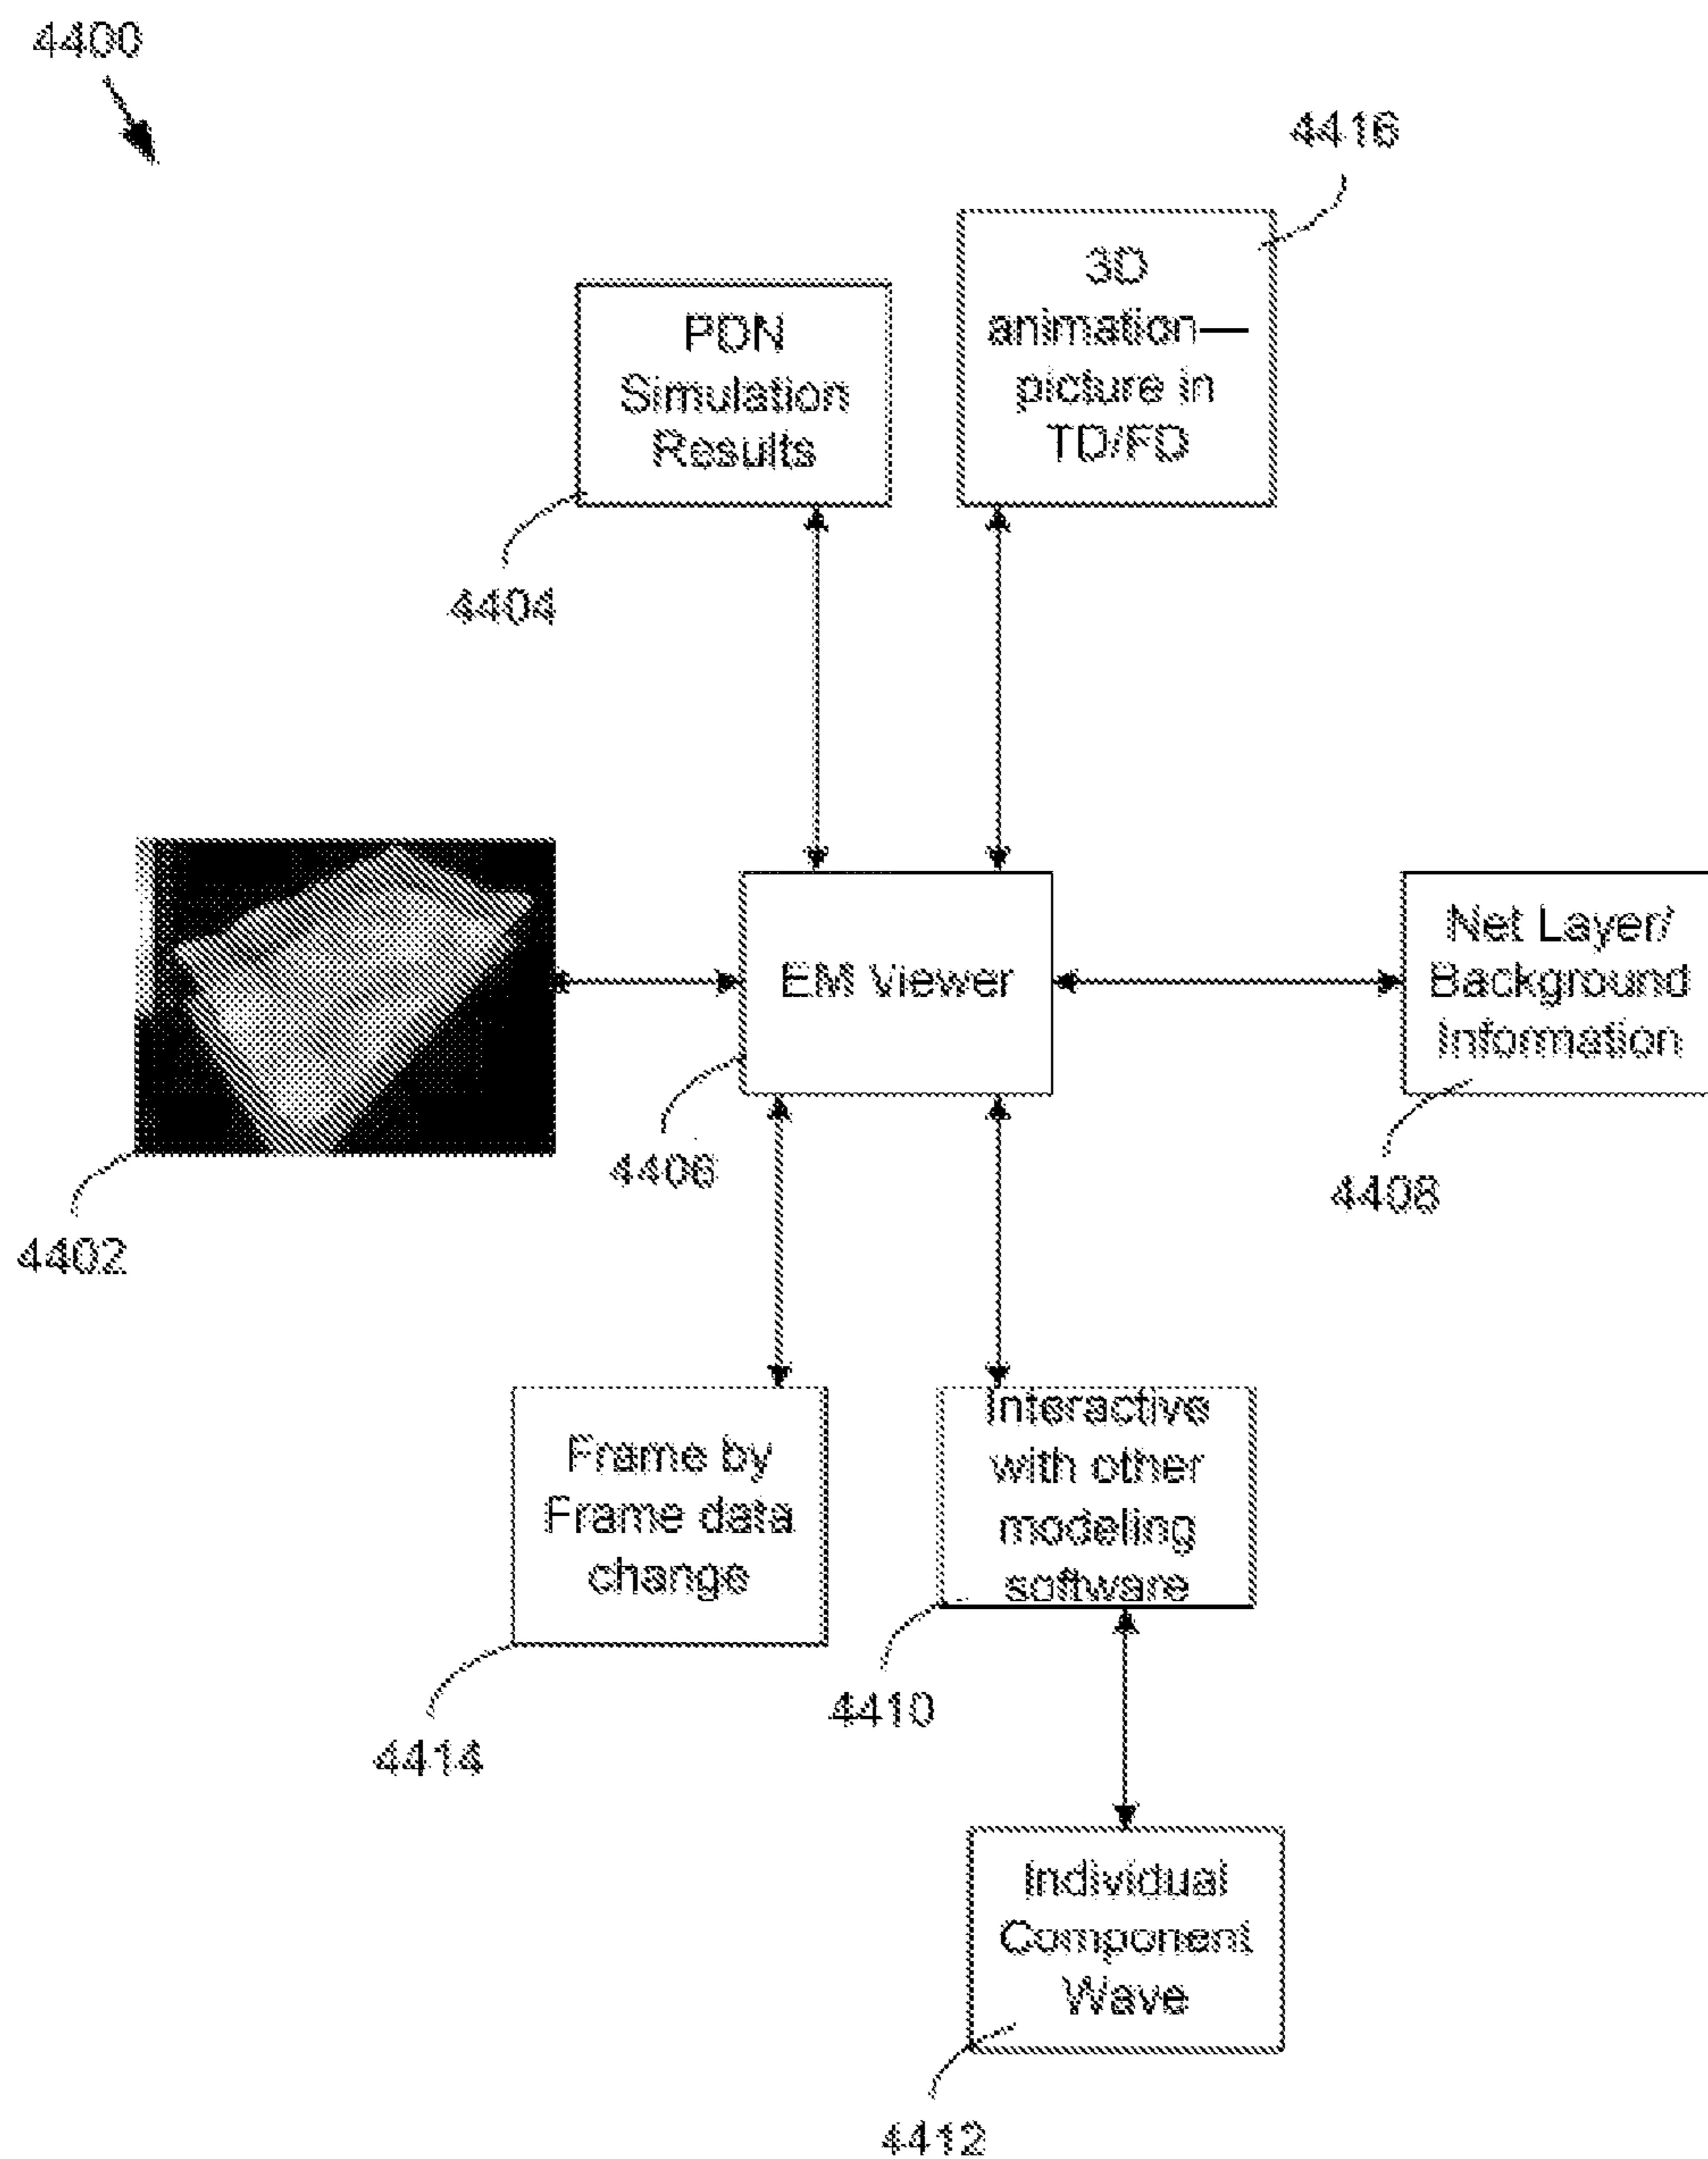 4400
4416
3D
animation—
picture in
TD/FD
PDN
Simulation
Results
4404
EM Viewer
Net Layer/
Background
Information
4406
4408
4402
Frame by
Frame data
change
Interactive
with other
modeling
software
4410
4414
Individual
Component
Wave
4412